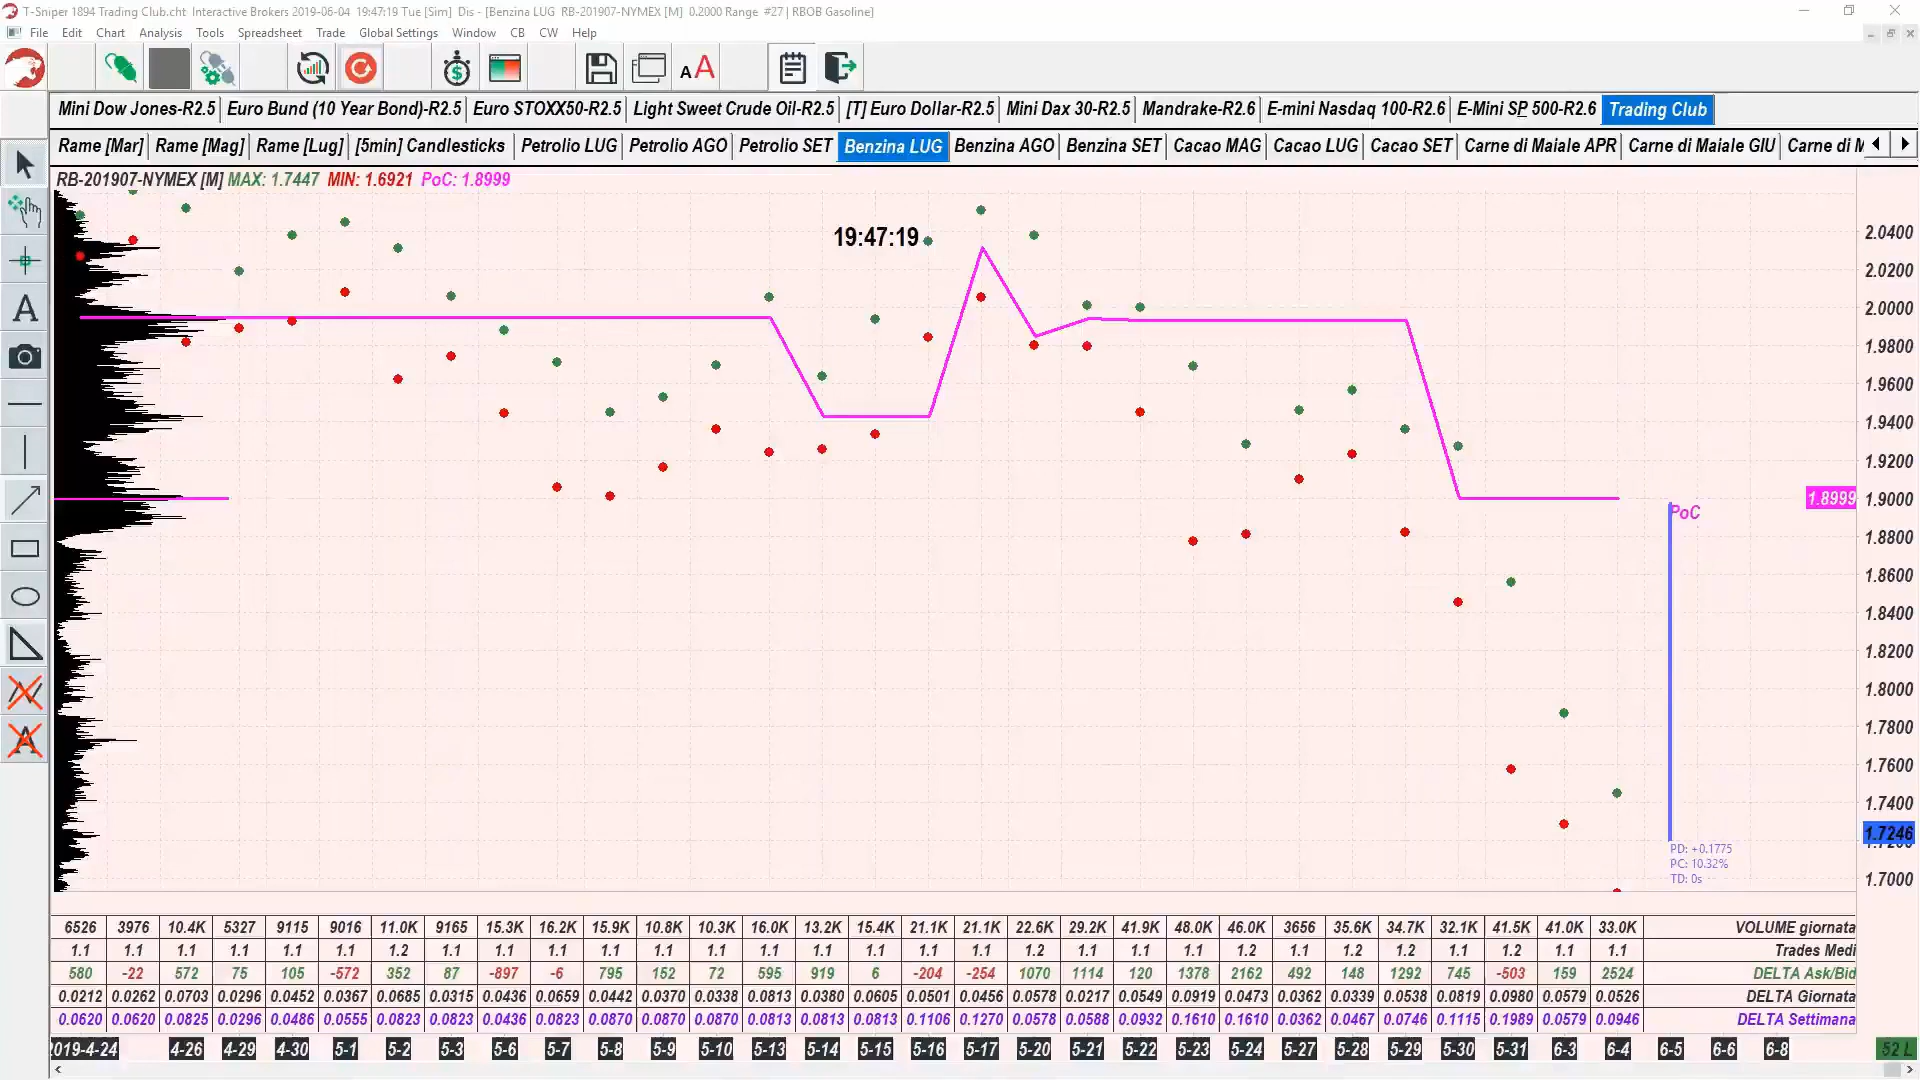 T-Sniper 1894 Trading Club.cht  Interactive Brokers 2019-06-04  19:47:19 Tue [Sim]  Dis - [Benzina LUG  RB-201907-NYMEX [M]  0.2000 Range  #27 | RBOB Gasoline]
File Edit Chart Analysis Tools Spreadsheet Trade Global Settings Window CB CW Help
A A
Mini Dow Jones-R2.5 Euro Bund (10 Year Bond)-R2.5 Euro STOXX50-R2.5 Light Sweet Crude Oil-R2.5 [T] Euro Dollar-R2.5 Mini Dax 30-R2.5 Mandrake-R2.6 E-mini Nasdaq 100-R2.6 E-Mini SP 500-R2.6 Trading Club
Rame [Mar] Rame [Mag] Rame [Lug] [5min] Candlesticks Petrolio LUG Petrolio AGO Petrolio SET Benzina LUG Benzina AGO Benzina SET Cacao MAG Cacao LUG Cacao SET Carne di Maiale APR Carne di Maiale GIU Carne di M
RB-201907-NYMEX [M] MAX: 1.7447 MIN: 1.6921 PoC: 1.8999
19:47:19
2.0400
2.0200
2.0000
1.9800
1.9600
1.9400
1.9200
1.8999 1.9000
PoC
1.8800
1.8600
1.8400
1.8200
1.8000
1.7800
1.7600
1.7400
1.7246
PD: +0.1775
PC: 10.32%
TD: 0s
1.7000
A
6526 3976 10.4K 5327 9115 9016 11.0K 9165 15.3K 16.2K 15.9K 10.8K 10.3K 16.0K 13.2K 15.4K 21.1K 21.1K 22.6K 29.2K 41.9K 48.0K 46.0K 3656 35.6K 34.7K 32.1K 41.5K 41.0K 33.0K VOLUME giornata
1.1 1.1 1.1 1.1 1.1 1.1 1.2 1.1 1.1 1.1 1.1 1.1 1.1 1.1 1.1 1.1 1.1 1.1 1.2 1.1 1.1 1.1 1.2 1.1 1.2 1.2 1.1 1.2 1.1 1.1 Trades Medi
580 -22 572 75 105 -572 352 87 -897 -6 795 152 72 595 919 6 -204 -254 1070 1114 120 1378 2162 492 148 1292 745 -503 159 2524 DELTA Ask/Bid
0.0212 0.0262 0.0703 0.0296 0.0452 0.0367 0.0685 0.0315 0.0436 0.0659 0.0442 0.0370 0.0338 0.0813 0.0380 0.0605 0.0501 0.0456 0.0578 0.0217 0.0549 0.0919 0.0473 0.0362 0.0339 0.0538 0.0819 0.0980 0.0579 0.0526 DELTA Giornata
0.0620 0.0620 0.0825 0.0296 0.0486 0.0555 0.0823 0.0823 0.0436 0.0823 0.0870 0.0870 0.0870 0.0813 0.0813 0.0813 0.1106 0.1270 0.0578 0.0588 0.0932 0.1610 0.1610 0.0362 0.0467 0.0746 0.1115 0.1989 0.0579 0.0946 DELTA Settimana
2019-4-24 4-26 4-29 4-30 5-1 5-2 5-3 5-6 5-7 5-8 5-9 5-10 5-13 5-14 5-15 5-16 5-17 5-20 5-21 5-22 5-23 5-24 5-27 5-28 5-29 5-30 5-31 6-3 6-4 6-5 6-6 6-8 52 L